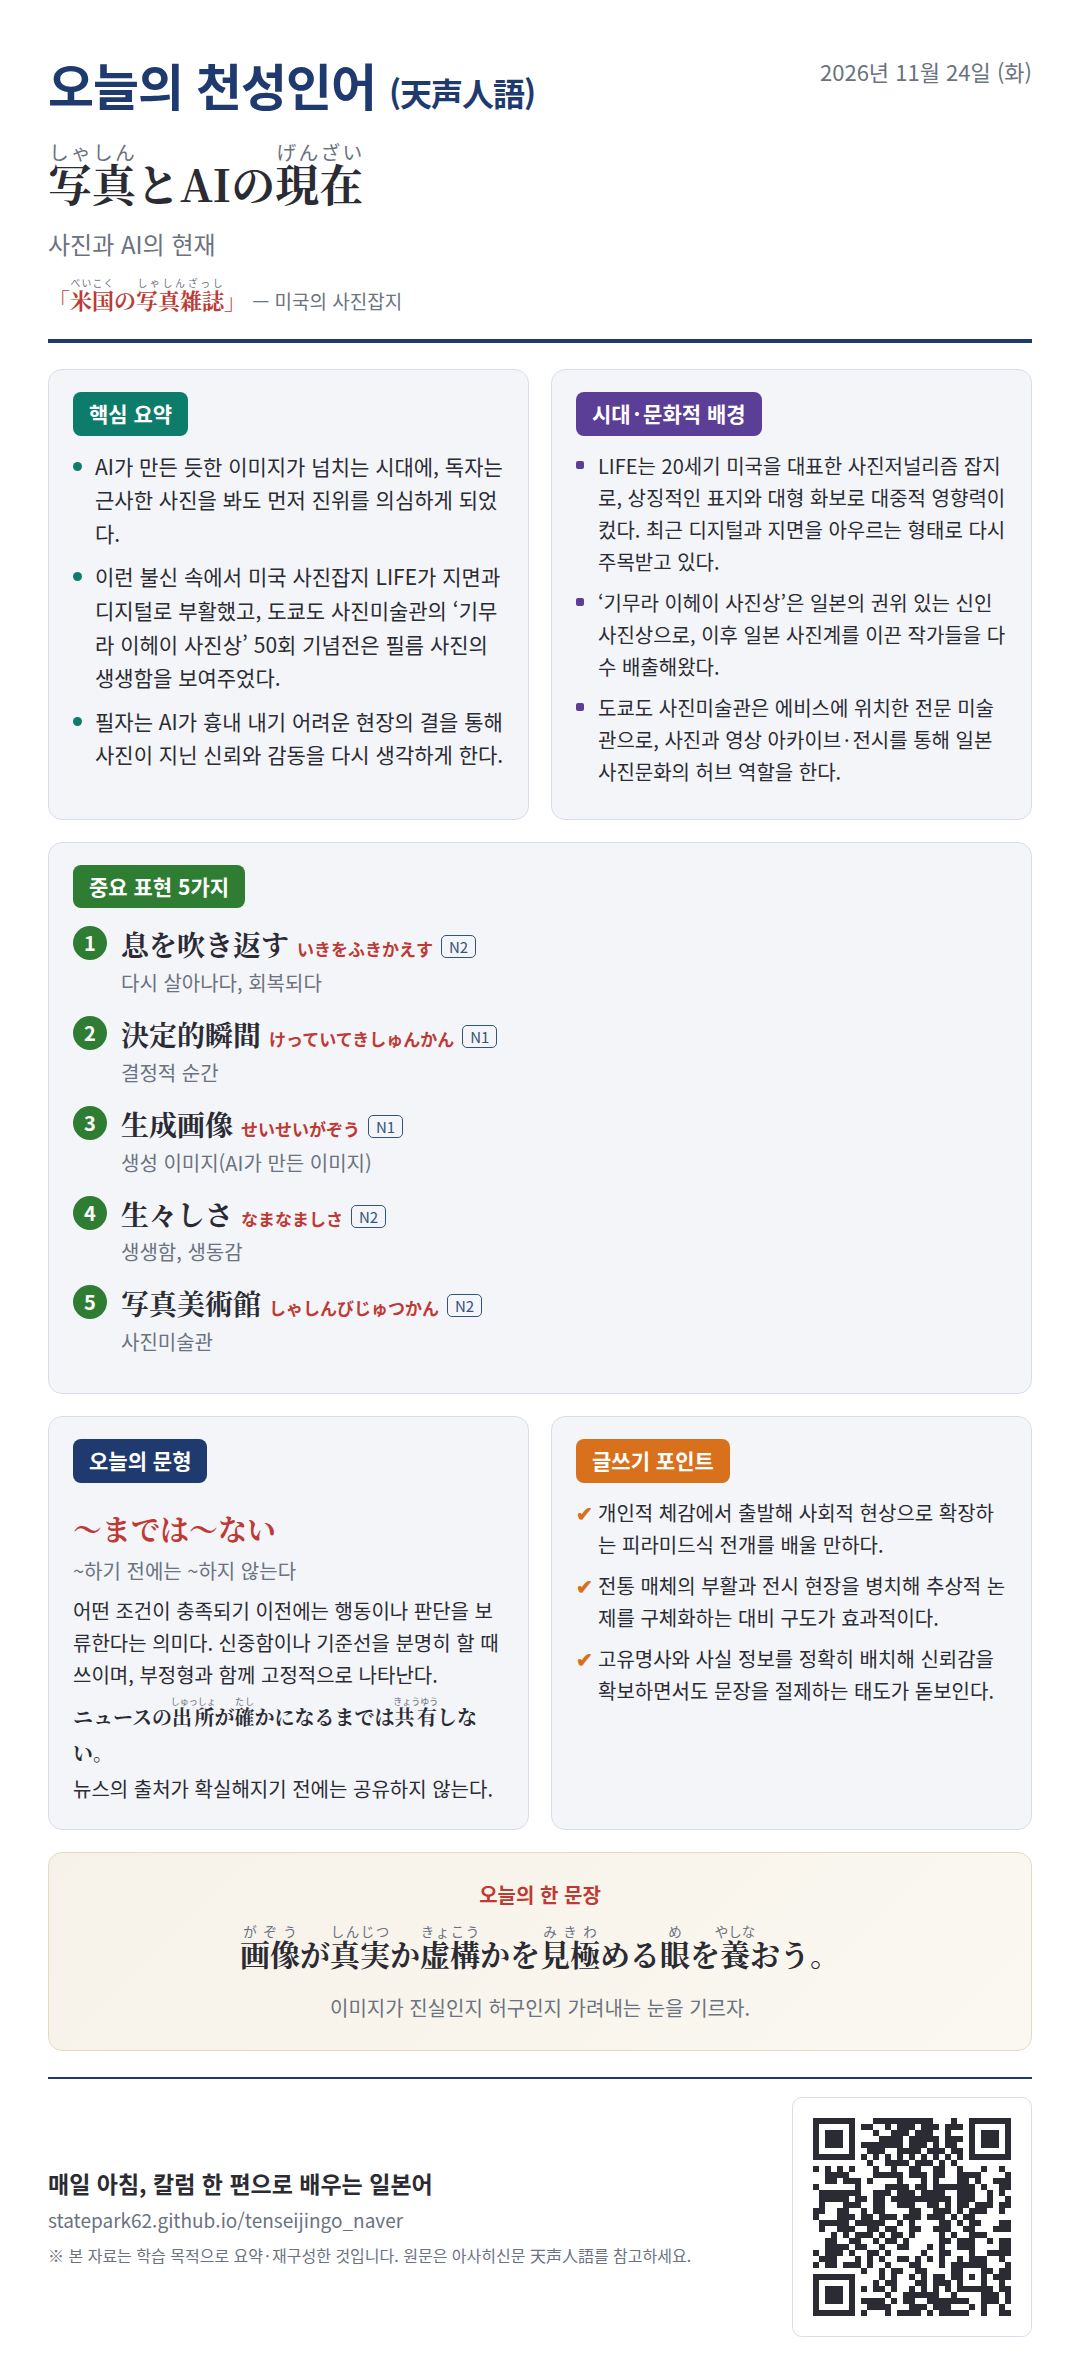 오늘의 천성인어 (天声人語)
2026년 11월 24일 (화)
しゃしん げんざい
写真とAIの現在
사진과 AI의 현재
べいこく しゃしんざっし
「米国の写真雑誌」 — 미국의 사진잡지
핵심 요약
AI가 만든 듯한 이미지가 넘치는 시대에, 독자는
근사한 사진을 봐도 먼저 진위를 의심하게 되었
다.
이런 불신 속에서 미국 사진잡지 LIFE가 지면과
디지털로 부활했고, 도쿄도 사진미술관의 ‘기무
라 이헤이 사진상’ 50회 기념전은 필름 사진의
생생함을 보여주었다.
필자는 AI가 흉내 내기 어려운 현장의 결을 통해
사진이 지닌 신뢰와 감동을 다시 생각하게 한다.
시대·문화적 배경
LIFE는 20세기 미국을 대표한 사진저널리즘 잡지
로, 상징적인 표지와 대형 화보로 대중적 영향력이
컸다. 최근 디지털과 지면을 아우르는 형태로 다시
주목받고 있다.
‘기무라 이헤이 사진상’은 일본의 권위 있는 신인
사진상으로, 이후 일본 사진계를 이끈 작가들을 다
수 배출해왔다.
도쿄도 사진미술관은 에비스에 위치한 전문 미술
관으로, 사진과 영상 아카이브·전시를 통해 일본
사진문화의 허브 역할을 한다.
중요 표현 5가지
1 息を吹き返す いきをふきかえす N2
다시 살아나다, 회복되다
2 決定的瞬間 けっていてきしゅんかん N1
결정적 순간
3 生成画像 せいせいがぞう N1
생성 이미지(AI가 만든 이미지)
4 生々しさ なまなましさ N2
생생함, 생동감
5 写真美術館 しゃしんびじゅつかん N2
사진미술관
오늘의 문형
〜までは〜ない
~하기 전에는 ~하지 않는다
어떤 조건이 충족되기 이전에는 행동이나 판단을 보
류한다는 의미다. 신중함이나 기준선을 분명히 할 때
쓰이며, 부정형과 함께 고정적으로 나타난다.
しゅっしょ たし きょうゆう
ニュースの出所が確かになるまでは共有しな
い。
뉴스의 출처가 확실해지기 전에는 공유하지 않는다.
글쓰기 포인트
✔ 개인적 체감에서 출발해 사회적 현상으로 확장하
는 피라미드식 전개를 배울 만하다.
✔ 전통 매체의 부활과 전시 현장을 병치해 추상적 논
제를 구체화하는 대비 구도가 효과적이다.
✔ 고유명사와 사실 정보를 정확히 배치해 신뢰감을
확보하면서도 문장을 절제하는 태도가 돋보인다.
오늘의 한 문장
がぞう しんじつ きょこう みきわ め やしな
画像が真実か虚構かを見極める眼を養おう。
이미지가 진실인지 허구인지 가려내는 눈을 기르자.
매일 아침, 칼럼 한 편으로 배우는 일본어
statepark62.github.io/tenseijingo_naver
※ 본 자료는 학습 목적으로 요약·재구성한 것입니다. 원문은 아사히신문 天声人語를 참고하세요.